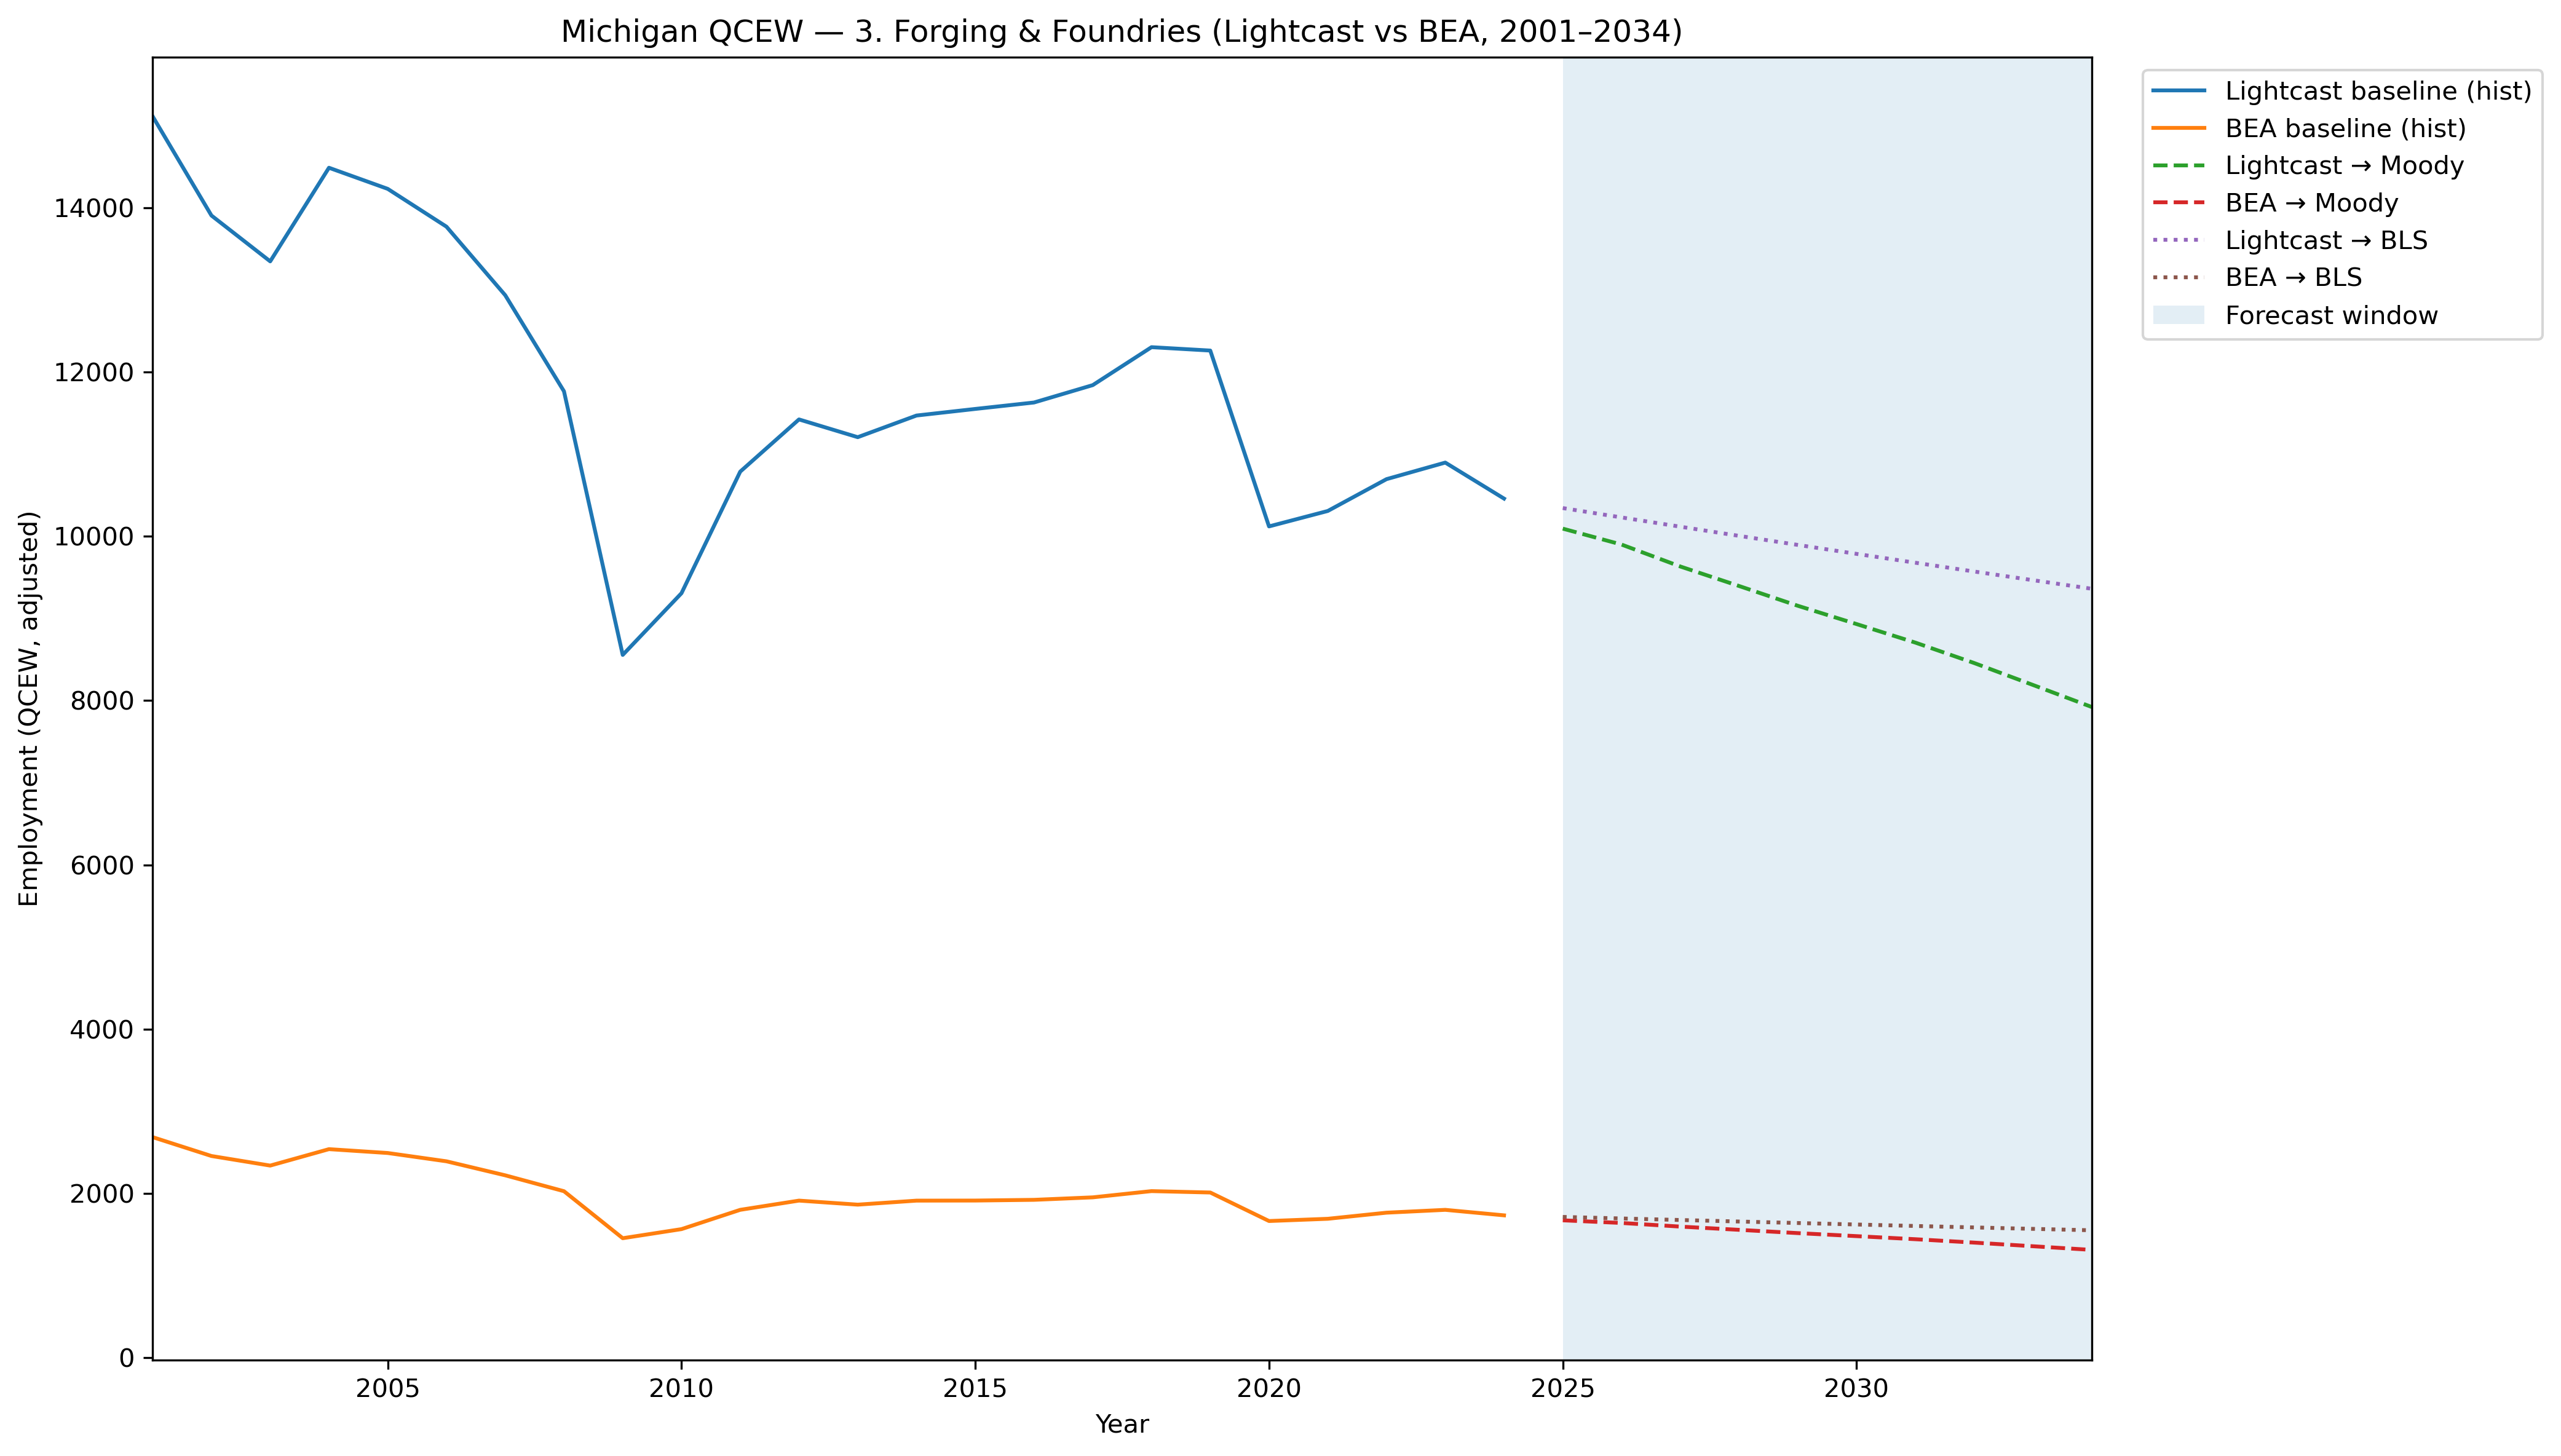 Michigan QCEW — 3. Forging & Foundries (Lightcast vs BEA, 2001–2034)
Lightcast baseline (hist)
BEA baseline (hist)
Lightcast → Moody
BEA → Moody
Lightcast → BLS
BEA → BLS
Forecast window
Employment (QCEW, adjusted)
14000
12000
10000
8000
6000
4000
2000
0
2005
2010
2015
2020
2025
2030
Year